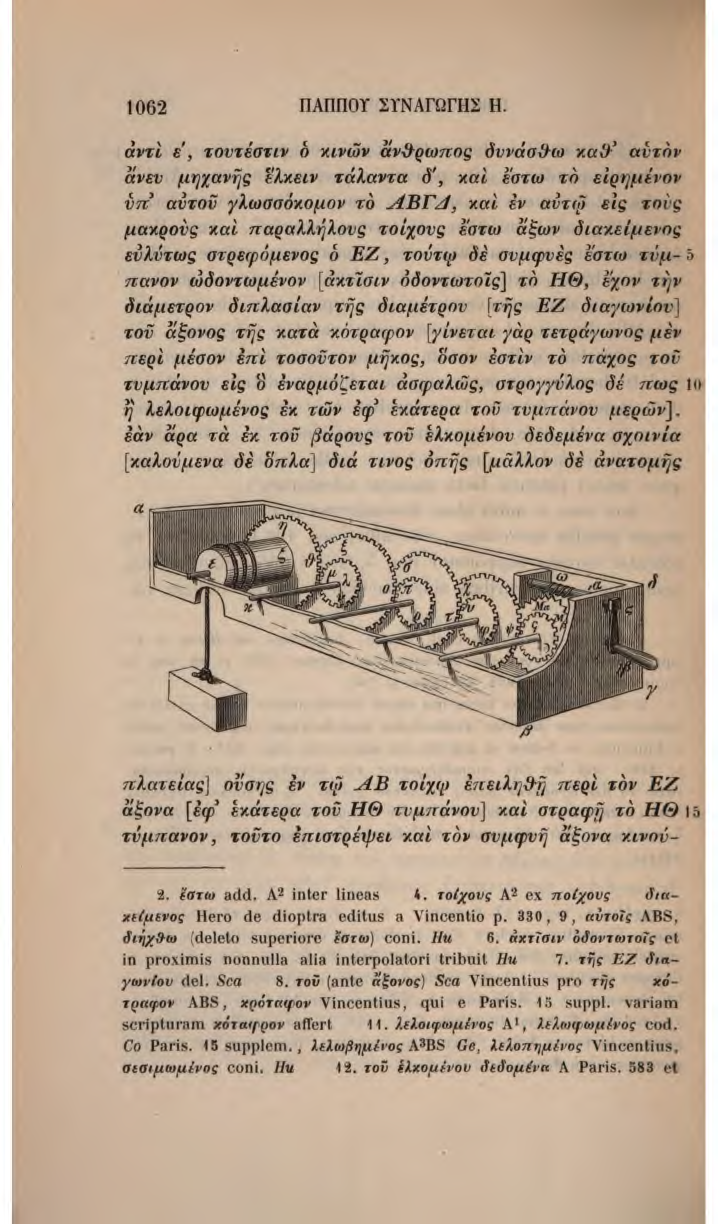 1062 ΠΑΠΠΟΥ ΣΥΝΑΓΩΓΗΣ Η.
ἀντὶ ε΄, τουτέστιν ὁ κινῶν ἄνθρωπος δυνάσθω καθ᾽ αὑτὸν
ἄνευ μηχανῆς ἕλκειν τάλαντα δ΄, καὶ ἔστω τὸ εἰρημένον
ὑπ᾽ αὐτοῦ γλωσσόκομον τὸ ΑΒΓΔ, καὶ ἐν αὐτῷ εἰς τοὺς
μακροὺς καὶ παραλλήλους τοίχους ἔστω ἄξων διακείμενος
εὐλύτως στρεφόμενος ὁ ΕΖ, τούτῳ δὲ συμφυὲς ἔστω τύμ- 5
πανον ὠδοντωμένον [ἀκτῖσιν ὀδοντωτοῖς] τὸ ΗΘ, ἔχον τὴν
διάμετρον διπλασίαν τῆς διαμέτρου [τῆς ΕΖ διαγωνίου]
τοῦ ἄξονος τῆς κατὰ κότραφον [γίνεται γὰρ τετράγωνος μὲν
περὶ μέσον ἐπὶ τοσοῦτον μῆκος, ὅσον ἐστὶν τὸ πάχος τοῦ
τυμπάνου εἰς ὃ ἐναρμόζεται ἀσφαλῶς, στρογγύλος δέ πως 10
ἢ λελοιφωμένος ἐκ τῶν ἐφ᾽ ἑκάτερα τοῦ τυμπάνου μερῶν].
ἐὰν ἄρα τὰ ἐκ τοῦ βάρους τοῦ ἑλκομένου δεδεμένα σχοινία
[καλούμενα δὲ ὅπλα] διά τινος ὀπῆς [μᾶλλον δὲ ἀνατομῆς
α
η
ε
ξ
θ
ξ
μ
λ
κ
σ
ο
π
ρ
χ
τ
υ
φ
ψ
ω
Μα
ς
α
δ
ς
γ
β
πλατείας] οὔσης ἐν τῷ ΑΒ τοίχῳ ἐπειληθῇ περὶ τὸν ΕΖ
ἄξονα [ἐφ᾽ ἑκάτερα τοῦ ΗΘ τυμπάνου] καὶ στραφῇ τὸ ΗΘ 15
τύμπανον, τοῦτο ἐπιστρέψει καὶ τὸν συμφυῆ ἄξονα κινού-
2. ἔστω add. A² inter lineas 4. τοίχους A² ex ποίχους δια-
κείμενος Hero de dioptra editus a Vincentio p. 330, 9, αὐτοῖς ABS,
διήχθω (deleto superiore ἔστω) coni. Hu 6. ἀκτῖσιν ὀδοντωτοῖς et
in proximis nonnulla alia interpolatori tribuit Hu 7. τῆς ΕΖ δια-
γωνίου del. Sca 8. τοῦ (ante ἄξονος) Sca Vincentius pro τῆς κό-
τραφον ABS, κρόταφον Vincentius, qui e Paris. 15 suppl. variam
scripturam κόταφρον affert 11. λελοιφωμένος A¹, λελωφωμένος cod.
Co Paris. 15 supplem., λελωβημένος A³BS Ge, λελοπημένος Vincentius,
σεσιμωμένος coni. Hu 12. τοῦ ἑλκομένου δεδομένα A Paris. 583 et